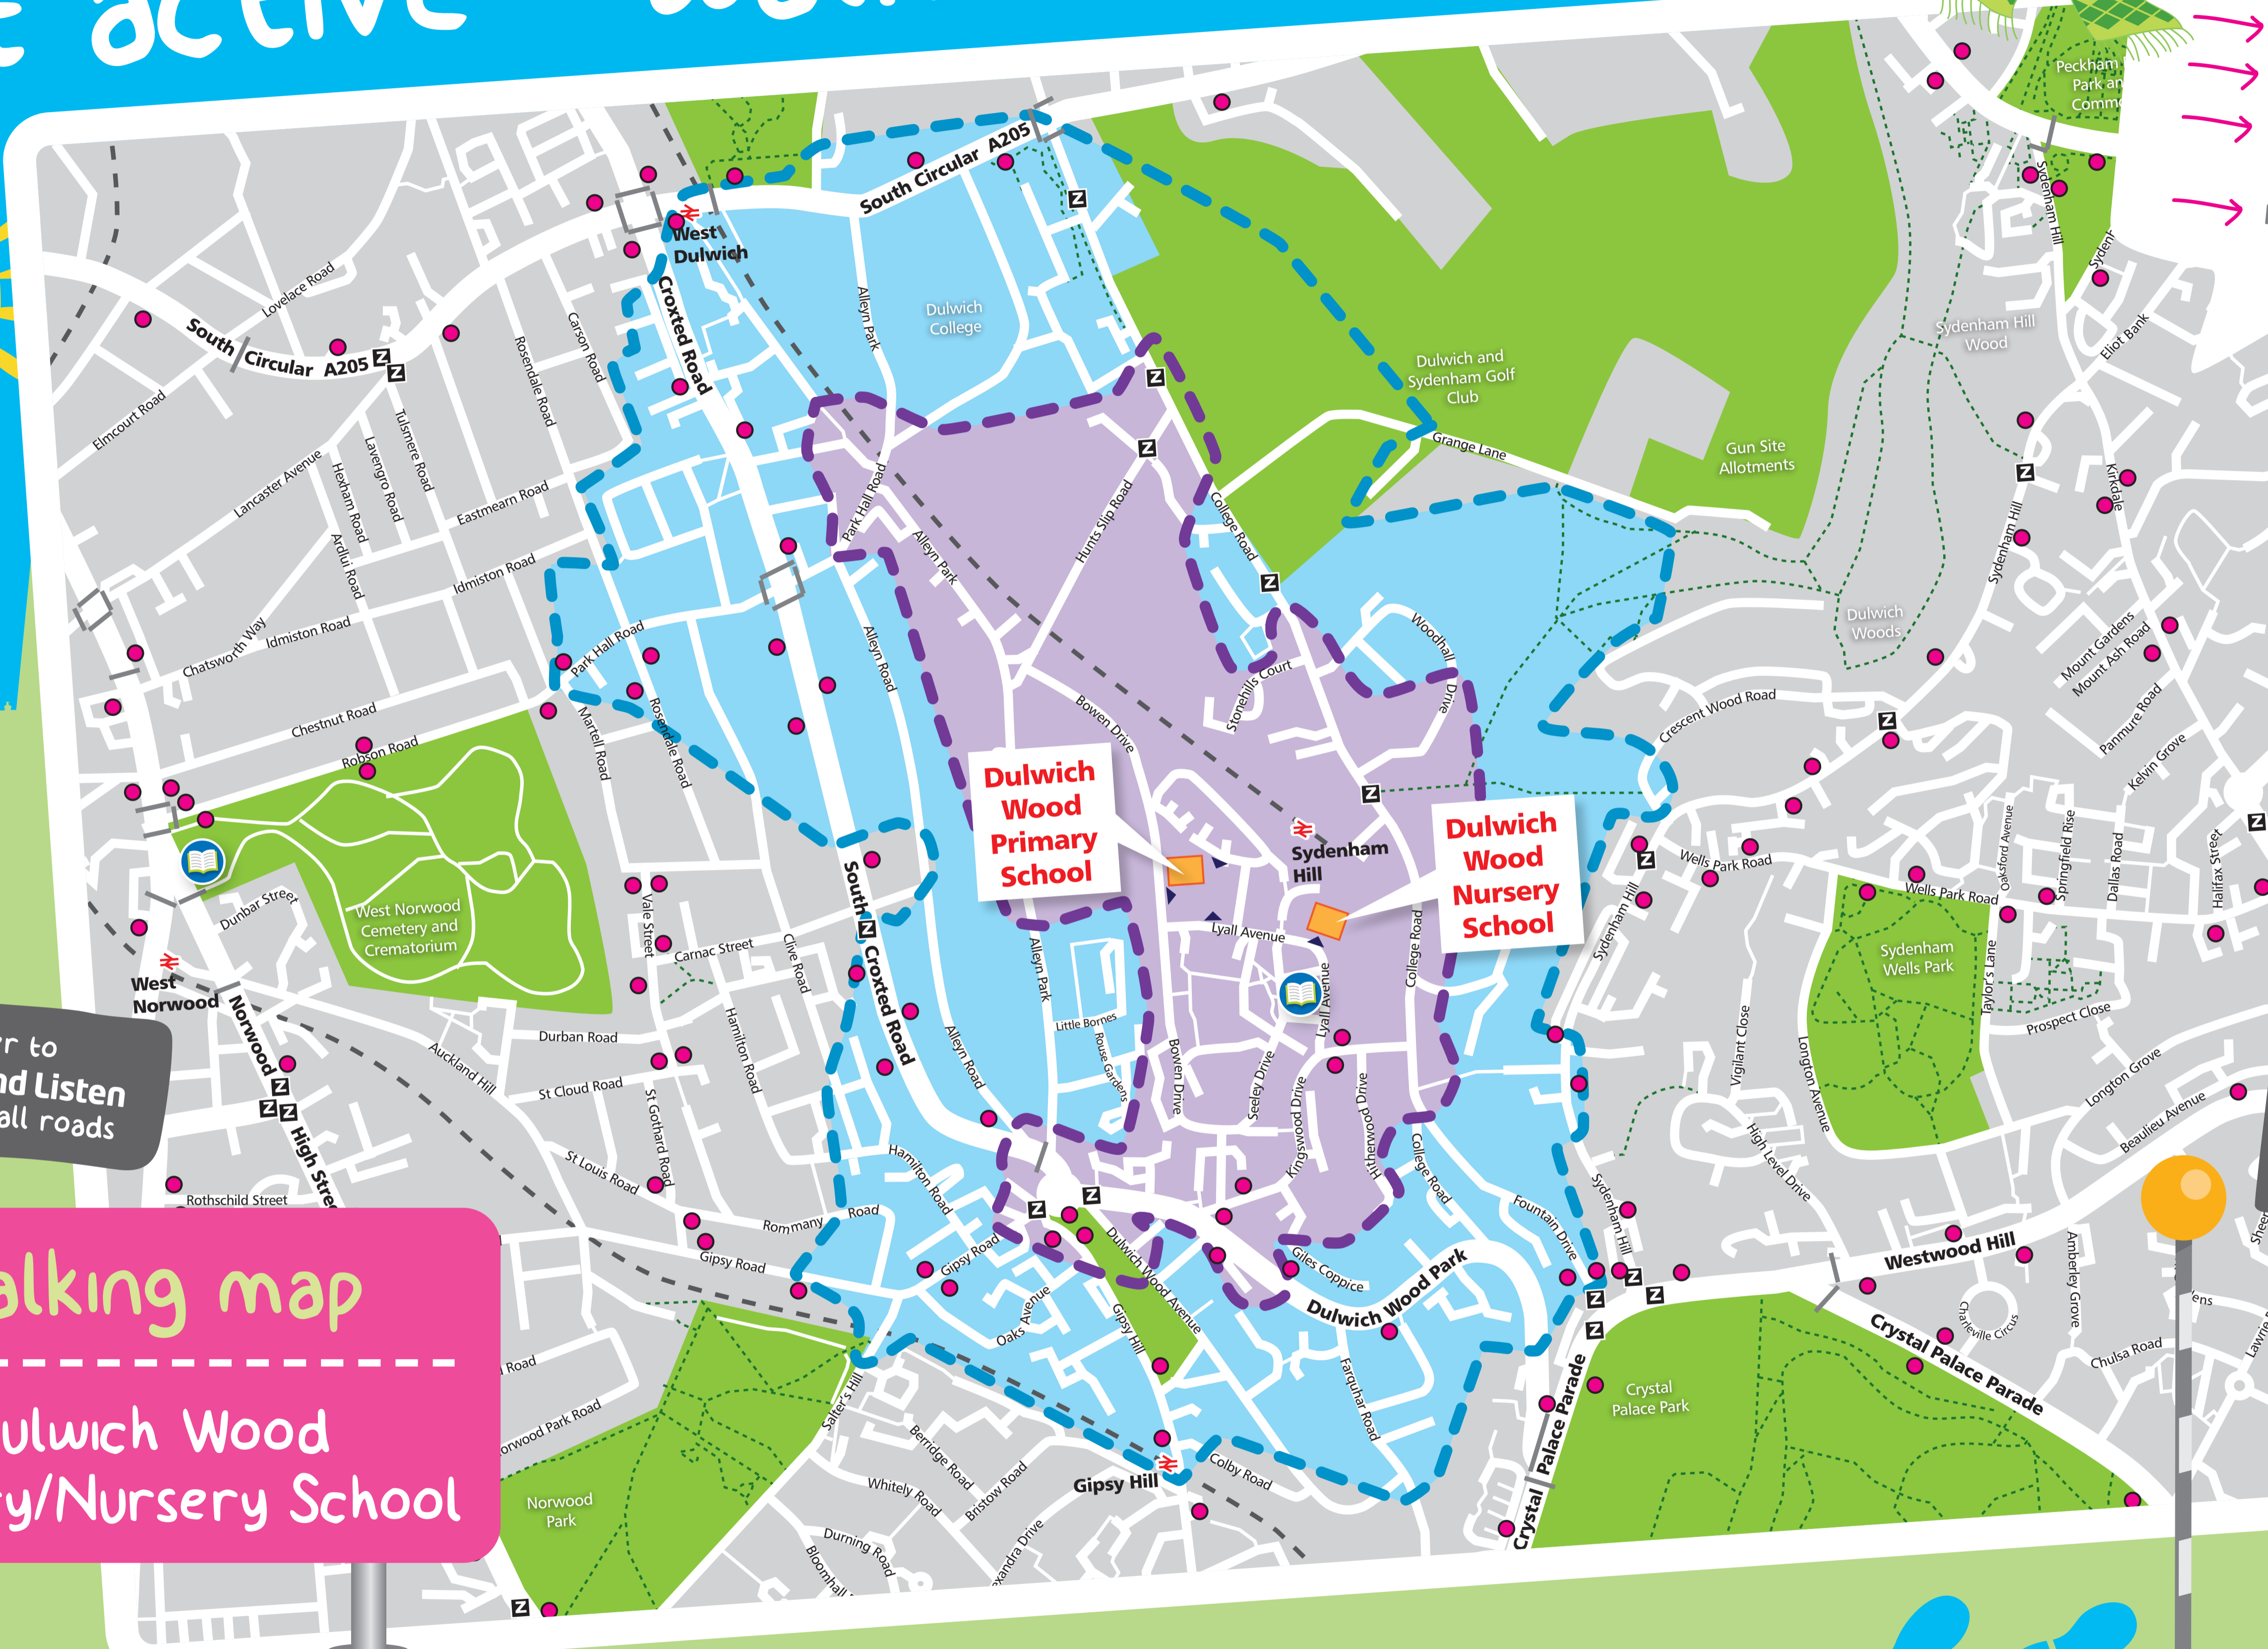 active
Peckham
Park an
Comm
South Circular A205
Sydenham Hill
West
Dulwich
Lovelace Road
Croxted Road
Alleyn Park
Dulwich
College
South Circular A205
Z
Z
Z
Carson Road
Rosendale Road
Dulwich and
Sydenham Golf
Club
Sydenham Hill
Wood
Eliot Bank
Elmcourt Road
Tulsmere Road
Lavengro Road
Hexham Road
Ardlui Road
Lancaster Avenue
Eastmearn Road
Idmiston Road
Z
Z
Grange Lane
Gun Site
Allotments
Z
Kirkdale
Sydenham Hill
Park Hall Road
Alleyn Park
Hunts Slip Road
College Road
Z
Chatsworth Way
Idmiston Road
Park Hall Road
Alleyn Road
Woodhall
Drive
Dulwich
Woods
Mount Gardens
Mount Ash Road
Panmure Road
Kelvin Grove
Chestnut Road
Robson Road
Martell Road
Rosendale Road
Bowen Drive
Stonehills Court
Crescent Wood Road
Z
Dulwich
Wood
Primary
School
Z
Sydenham
Hill
Dulwich
Wood
Nursery
School
Z
Wells Park Road
Wells Park Road
Oaksford Avenue
Springfield Rise
Dallas Road
Halifax Street
Z
Dunbar Street
West Norwood
Cemetery and
Crematorium
Vale Street
Carnac Street
Clive Road
South
Z
Croxted Road
Alleyn Park
Lyall Avenue
Lyall Avenue
College Road
Sydenham Hill
Sydenham
Wells Park
Taylor's Lane
Prospect Close
West
Norwood
Norwood
Z
Z
Z
High Stree
r to
nd Listen
all roads
Auckland Hill
Durban Road
St Cloud Road
Hamilton Road
St Gothard Road
St Louis Road
Alleyn Road
Little Bornes
Rouse Gardens
Bowen Drive
Seeley Drive
Kingswood Drive
Hitherwood Drive
Vigilant Close
Longton Avenue
Longton Grove
Beaulieu Avenue
High Level Drive
Rothschild Street
Rommany
Road
Gipsy Road
Hamilton Road
Gipsy Road
Oaks Avenue
Z
Z
Dulwich Wood Avenue
Gipsy Hill
Giles Coppice
Dulwich Wood Park
College Road
Fountain Drive
Sydenham Hill
Z
Z
Z
Z
Westwood Hill
Amberley Grove
Charleville Circus
Crystal Palace Parade
Chulsa Road
alking map
ulwich Wood
ry/Nursery School
Road
orwood Park Road
Norwood
Park
Salter's Hill
Berridge Road
Whitely Road
Bristow Road
Durning Road
Bloomhall
exandra Drive
Gipsy Hill
Colby Road
Farquhar Road
Crystal Palace Parade
Crystal
Palace Park
Z